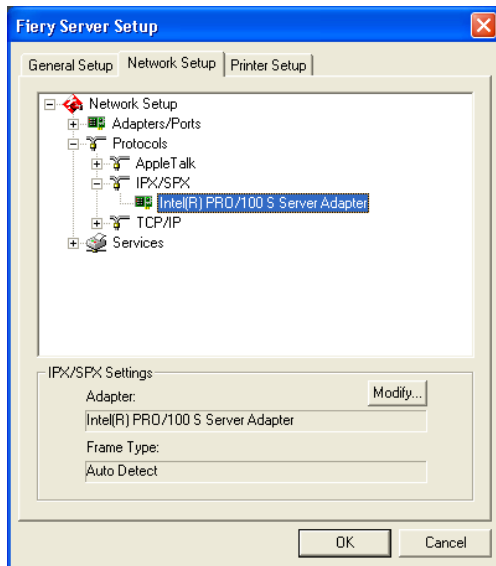 Fiery Server Setup
General Setup Network Setup Printer Setup
Network Setup
Adapters/Ports
Protocols
AppleTalk
IPX/SPX
Intel(R) PRO/100 S Server Adapter
TCP/IP
Services
IPX/SPX Settings
Adapter:
Modify...
Intel(R) PRO/100 S Server Adapter
Frame Type:
Auto Detect
OK Cancel